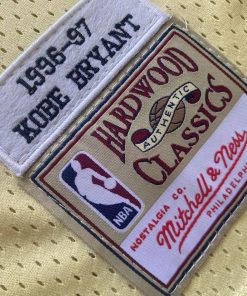 1996-97
KOBE BRYANT
HARDWOOD
AUTHENTIC
CLASSICS
NBA
NOSTALGIA CO.
Mitchell & Ness
PHILADELPHIA